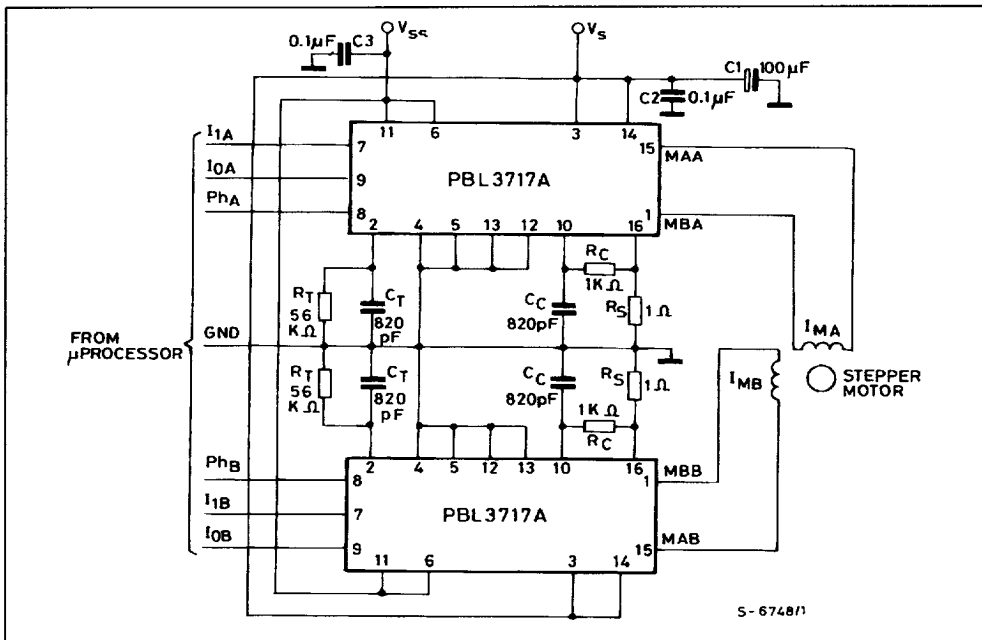 VSS
VS
0.1µF
C3
C1
100µF
C2
0.1µF
11
6
3
14
I1A
7
15
MAA
I0A
9
PBL3717A
PhA
8
1
MBA
2
4
5
13
12
10
16
RC
1KΩ
RT
56
KΩ
CT
820
pF
CC
820pF
RS
1Ω
FROM
µPROCESSOR
GND
IMA
RT
56
KΩ
CT
820
pF
CC
820pF
RS
1Ω
IMB
STEPPER
MOTOR
1KΩ
RC
2
4
5
12
13
10
16
PhB
8
1
MBB
I1B
7
PBL3717A
I0B
9
15
MAB
11
6
3
14
S-6748/1